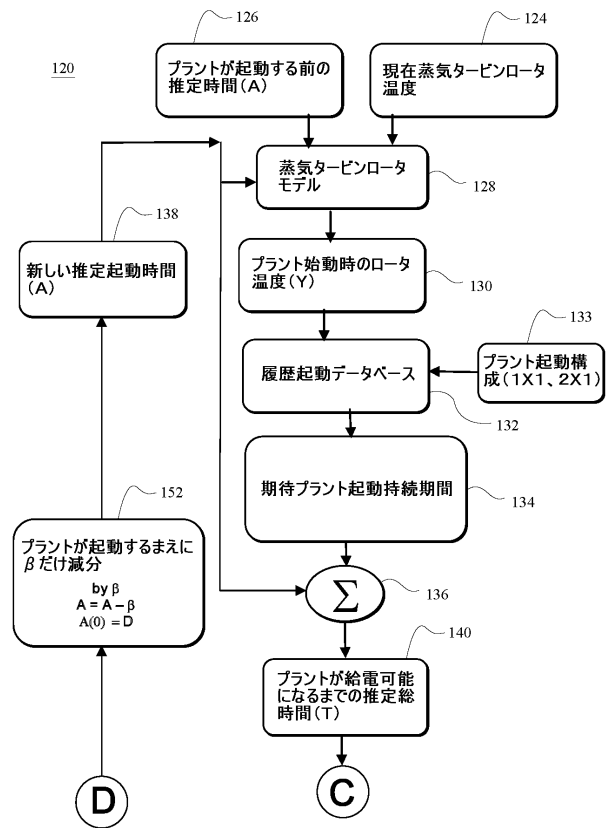 126
124
120
プラントが起動する前の
推定時間(A)
現在蒸気タービンロータ
温度
蒸気タービンロータ
モデル
128
138
新しい推定起動時間
(A)
プラント始動時のロータ
温度(Y)
130
133
プラント起動構
成(1X1、2X1)
履歴起動データベース
132
期待プラント起動持続期間
134
152
プラントが起動するまえに
βだけ減分
by β
A = A − β
A(0) = D
Σ
136
140
プラントが給電可能
になるまでの推定総
時間(T)
D
C